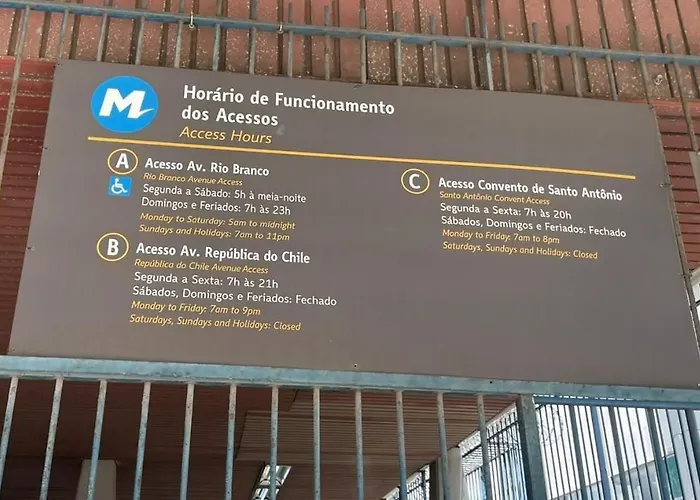 M
Horário de Funcionamento
dos Acessos
Access Hours
A
Acesso Av. Rio Branco
Rio Branco Avenue Access
Segunda a Sábado: 5h à meia-noite
Domingos e Feriados: 7h às 23h
Monday to Saturday: 5am to midnight
Sundays and Holidays: 7am to 11pm
B
Acesso Av. República do Chile
República do Chile Avenue Access
Segunda a Sexta: 7h às 21h
Sábados, Domingos e Feriados: Fechado
Monday to Friday: 7am to 9pm
Saturdays, Sundays and Holidays: Closed
C
Acesso Convento de Santo Antônio
Santo Antônio Convent Access
Segunda a Sexta: 7h às 20h
Sábados, Domingos e Feriados: Fechado
Monday to Friday: 7am to 8pm
Saturdays, Sundays and Holidays: Closed